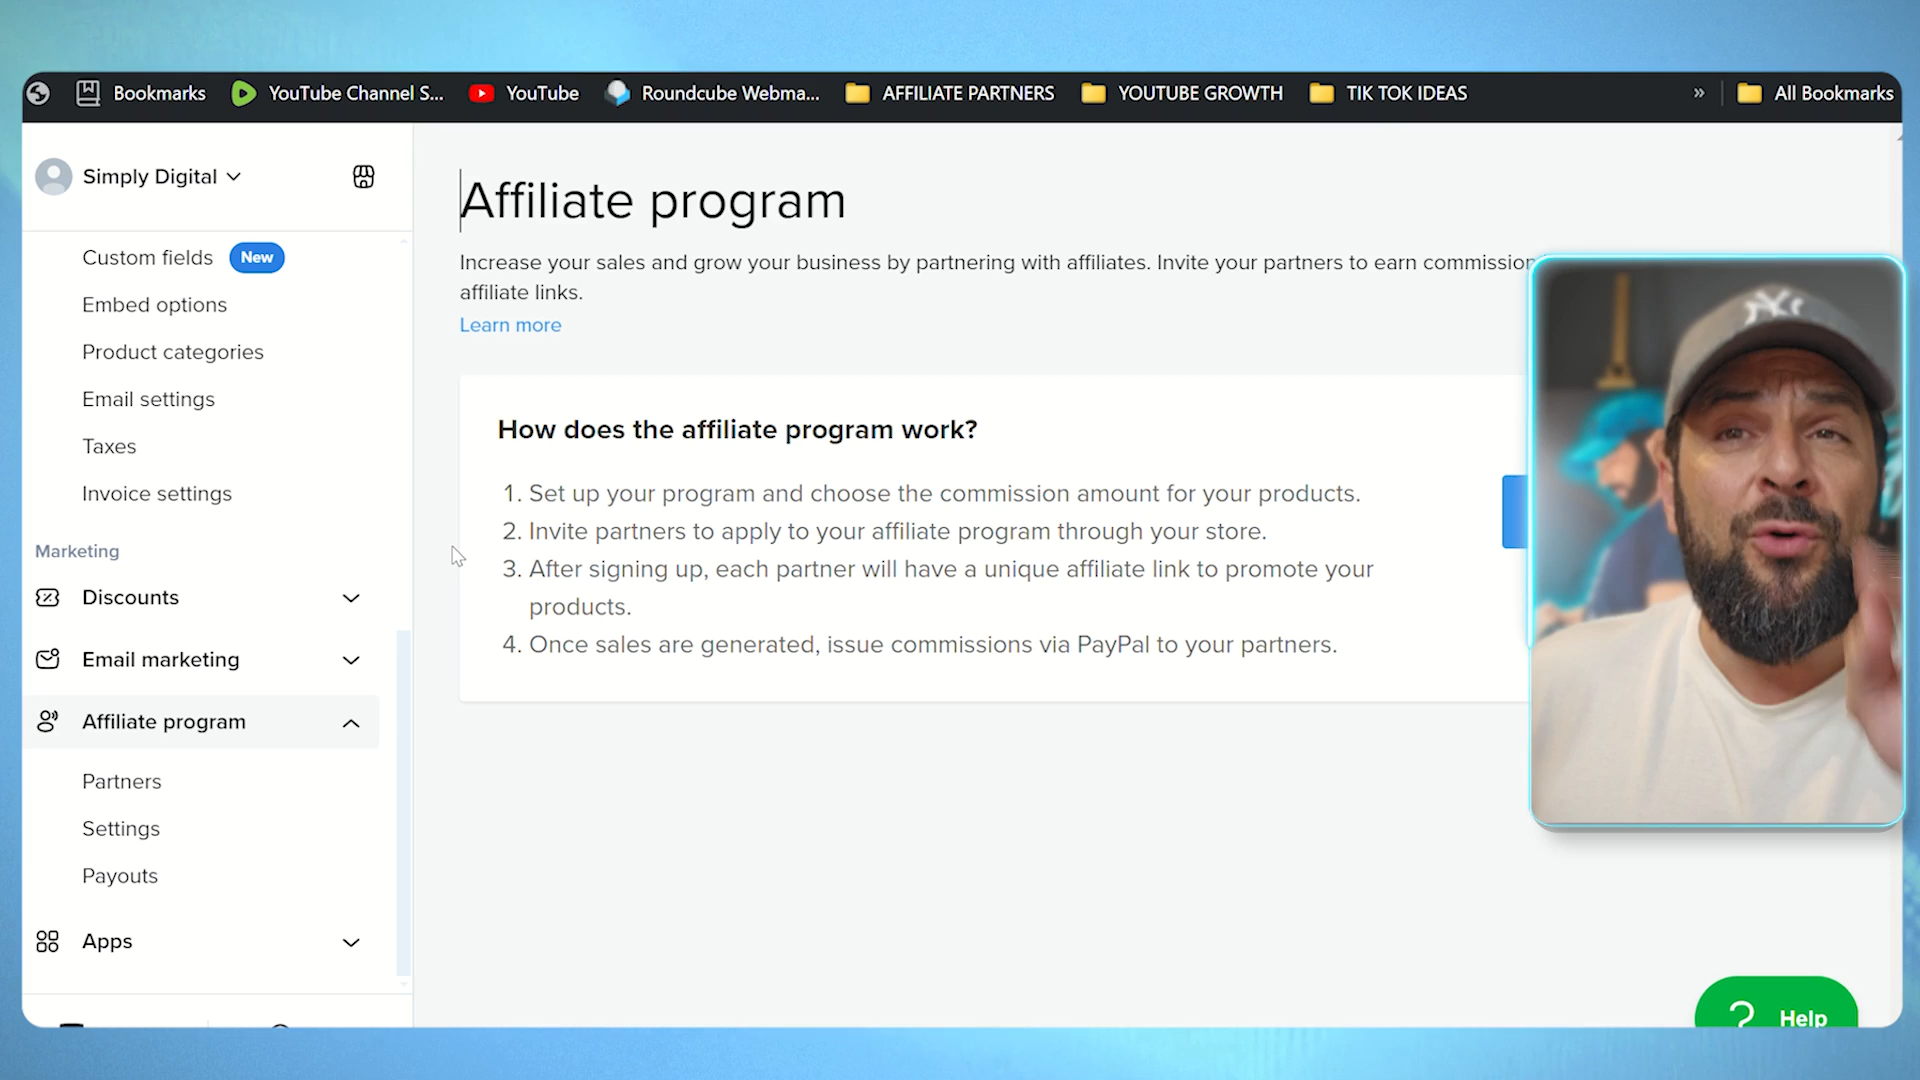 Bookmarks
YouTube Channel S...
YouTube
Roundcube Webma...
AFFILIATE PARTNERS
YOUTUBE GROWTH
TIK TOK IDEAS
»
All Bookmarks
Simply Digital
Custom fields New
Embed options
Product categories
Email settings
Taxes
Invoice settings
Marketing
Discounts
Email marketing
Affiliate program
Partners
Settings
Payouts
Apps
Affiliate program
Increase your sales and grow your business by partnering with affiliates. Invite your partners to earn commission
affiliate links.
Learn more
How does the affiliate program work?
1. Set up your program and choose the commission amount for your products.
2. Invite partners to apply to your affiliate program through your store.
3. After signing up, each partner will have a unique affiliate link to promote your
products.
4. Once sales are generated, issue commissions via PayPal to your partners.
NY
? Help